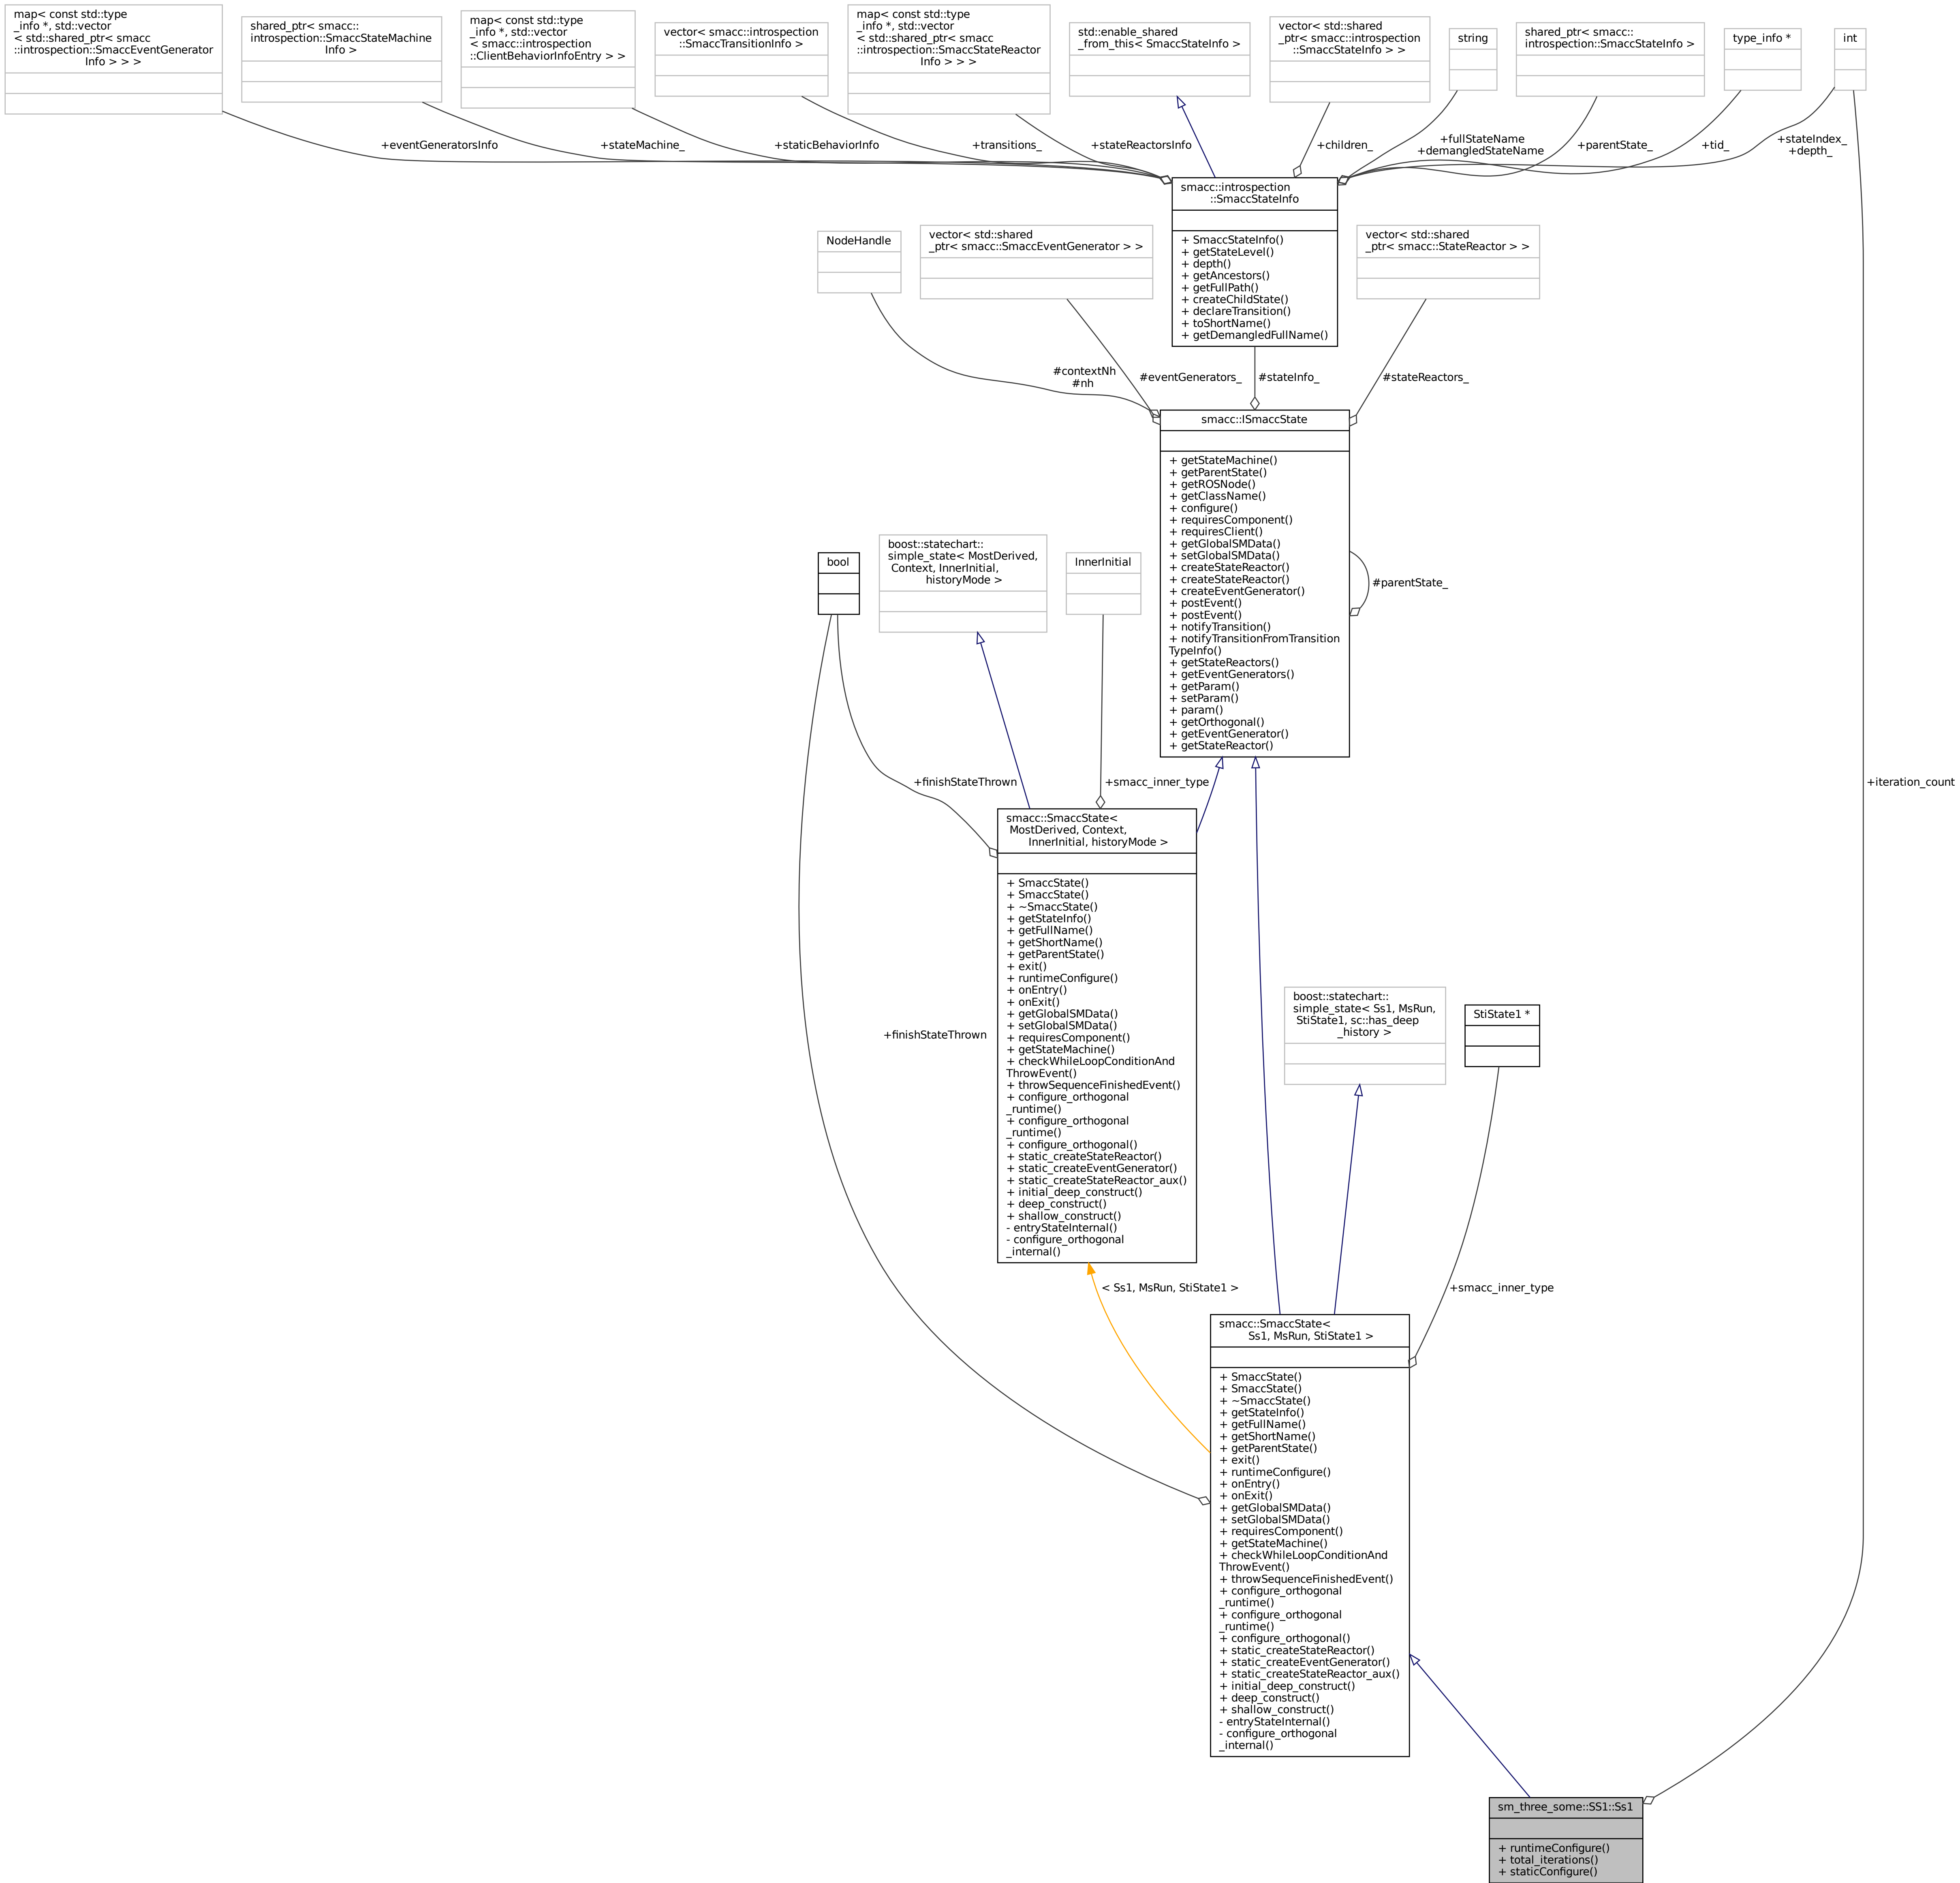 map< const std::type
_info *, std::vector
< std::shared_ptr< smacc
::introspection::SmaccEventGenerator
Info > > >
shared_ptr< smacc::
introspection::SmaccStateMachine
Info >
map< const std::type
_info *, std::vector
< smacc::introspection
::ClientBehaviorInfoEntry > >
vector< smacc::introspection
::SmaccTransitionInfo >
map< const std::type
_info *, std::vector
< std::shared_ptr< smacc
::introspection::SmaccStateReactor
Info > > >
std::enable_shared
_from_this< SmaccStateInfo >
vector< std::shared
_ptr< smacc::introspection
::SmaccStateInfo > >
string
shared_ptr< smacc::
introspection::SmaccStateInfo >
type_info *
int
+eventGeneratorsInfo
+stateMachine_
+staticBehaviorInfo
+transitions_
+stateReactorsInfo
+children_
+fullStateName
+demangledStateName
+parentState_
+tid_
+stateIndex_
+depth_
smacc::introspection
::SmaccStateInfo
+ SmaccStateInfo()
+ getStateLevel()
+ depth()
+ getAncestors()
+ getFullPath()
+ createChildState()
+ declareTransition()
+ toShortName()
+ getDemangledFullName()
NodeHandle
vector< std::shared
_ptr< smacc::SmaccEventGenerator > >
vector< std::shared
_ptr< smacc::StateReactor > >
#contextNh
#nh
#eventGenerators_
#stateInfo_
#stateReactors_
smacc::ISmaccState
+ getStateMachine()
+ getParentState()
+ getROSNode()
+ getClassName()
+ configure()
+ requiresComponent()
+ requiresClient()
+ getGlobalSMData()
+ setGlobalSMData()
+ createStateReactor()
+ createStateReactor()
+ createEventGenerator()
+ postEvent()
+ postEvent()
+ notifyTransition()
+ notifyTransitionFromTransition
TypeInfo()
+ getStateReactors()
+ getEventGenerators()
+ getParam()
+ setParam()
+ param()
+ getOrthogonal()
+ getEventGenerator()
+ getStateReactor()
#parentState_
bool
boost::statechart::
simple_state< MostDerived,
Context, InnerInitial,
historyMode >
InnerInitial
+finishStateThrown
+smacc_inner_type
+iteration_count
smacc::SmaccState<
MostDerived, Context,
InnerInitial, historyMode >
+ SmaccState()
+ SmaccState()
+ ~SmaccState()
+ getStateInfo()
+ getFullName()
+ getShortName()
+ getParentState()
+ exit()
+ runtimeConfigure()
+ onEntry()
+ onExit()
+ getGlobalSMData()
+ setGlobalSMData()
+ requiresComponent()
+ getStateMachine()
+ checkWhileLoopConditionAnd
ThrowEvent()
+ throwSequenceFinishedEvent()
+ configure_orthogonal
_runtime()
+ configure_orthogonal
_runtime()
+ configure_orthogonal()
+ static_createStateReactor()
+ static_createEventGenerator()
+ static_createStateReactor_aux()
+ initial_deep_construct()
+ deep_construct()
+ shallow_construct()
- entryStateInternal()
- configure_orthogonal
_internal()
+finishStateThrown
boost::statechart::
simple_state< Ss1, MsRun,
StiState1, sc::has_deep
_history >
StiState1 *
< Ss1, MsRun, StiState1 >
+smacc_inner_type
smacc::SmaccState<
Ss1, MsRun, StiState1 >
+ SmaccState()
+ SmaccState()
+ ~SmaccState()
+ getStateInfo()
+ getFullName()
+ getShortName()
+ getParentState()
+ exit()
+ runtimeConfigure()
+ onEntry()
+ onExit()
+ getGlobalSMData()
+ setGlobalSMData()
+ requiresComponent()
+ getStateMachine()
+ checkWhileLoopConditionAnd
ThrowEvent()
+ throwSequenceFinishedEvent()
+ configure_orthogonal
_runtime()
+ configure_orthogonal
_runtime()
+ configure_orthogonal()
+ static_createStateReactor()
+ static_createEventGenerator()
+ static_createStateReactor_aux()
+ initial_deep_construct()
+ deep_construct()
+ shallow_construct()
- entryStateInternal()
- configure_orthogonal
_internal()
sm_three_some::SS1::Ss1
+ runtimeConfigure()
+ total_iterations()
+ staticConfigure()